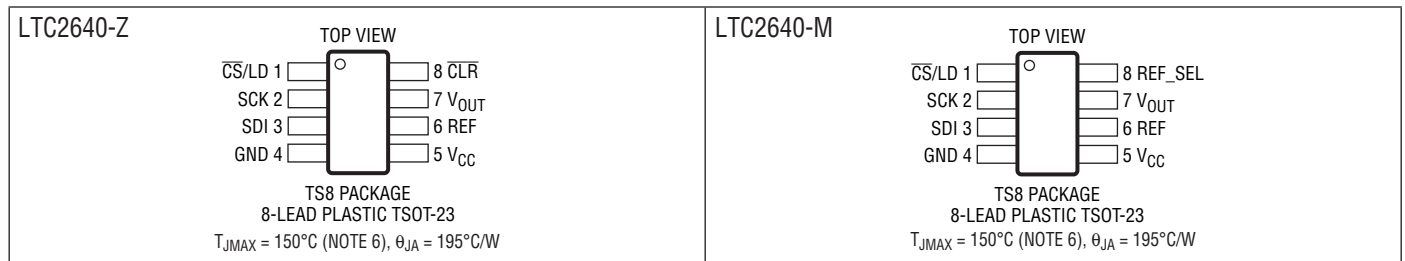 LTC2640-Z
TOP VIEW
C̅S̅/LD 1
SCK 2
SDI 3
GND 4
8 C̅L̅R̅
7 VOUT
6 REF
5 VCC
TS8 PACKAGE
8-LEAD PLASTIC TSOT-23
TJMAX = 150°C (NOTE 6), θJA = 195°C/W
LTC2640-M
TOP VIEW
C̅S̅/LD 1
SCK 2
SDI 3
GND 4
8 REF_SEL
7 VOUT
6 REF
5 VCC
TS8 PACKAGE
8-LEAD PLASTIC TSOT-23
TJMAX = 150°C (NOTE 6), θJA = 195°C/W